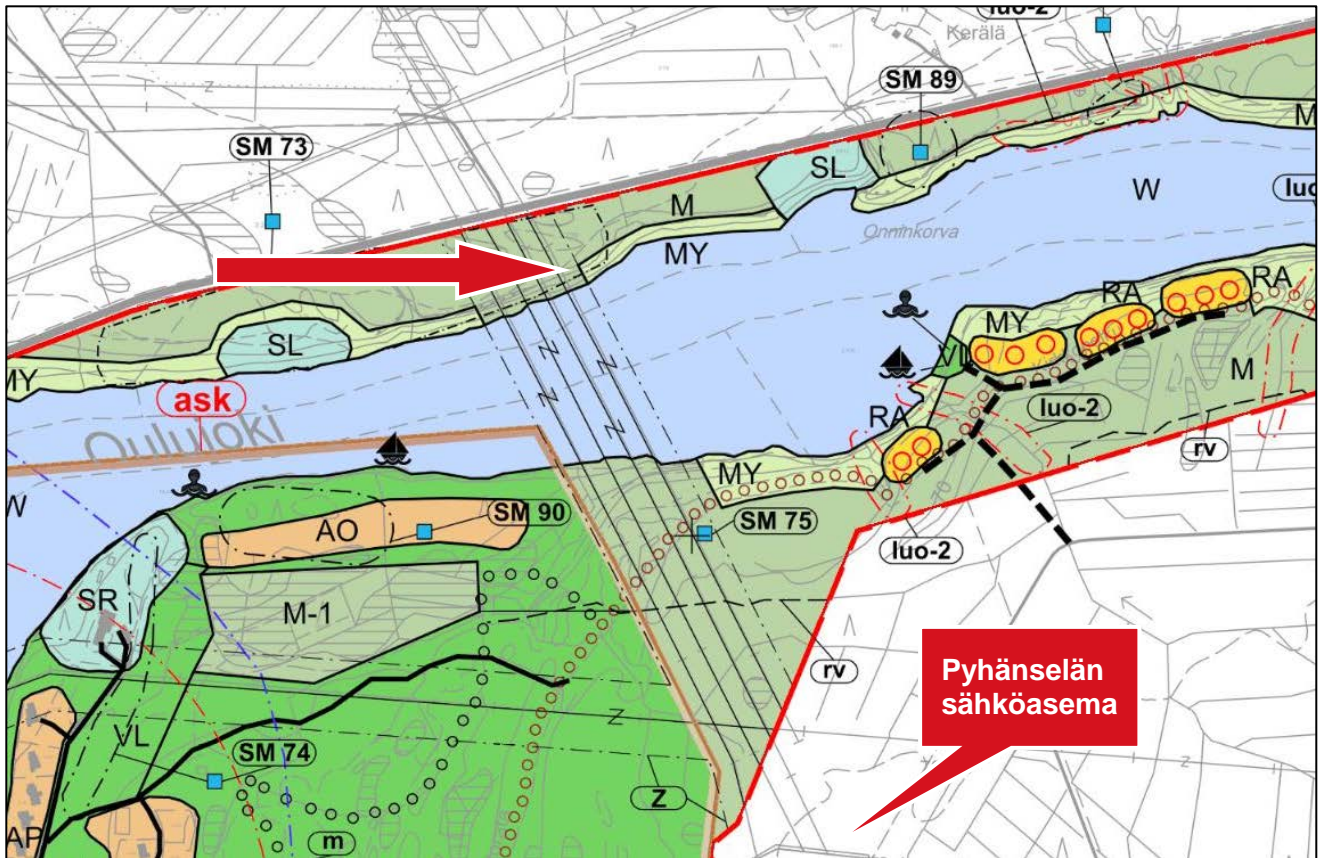 luo-2
Kerälä
SM 89
SM 73
SL
M
M
W
luo
MY
Onninkorva
SL
MY
RA
RA
MY
VL
M
ask
Oulujoki
RA
luo-2
rv
W
MY
AO
SM 90
SM 75
luo-2
SR
M-1
rv
Pyhänselän
sähköasema
Z
Z
Z
Z
Z
VL
SM 74
Z
AP
m